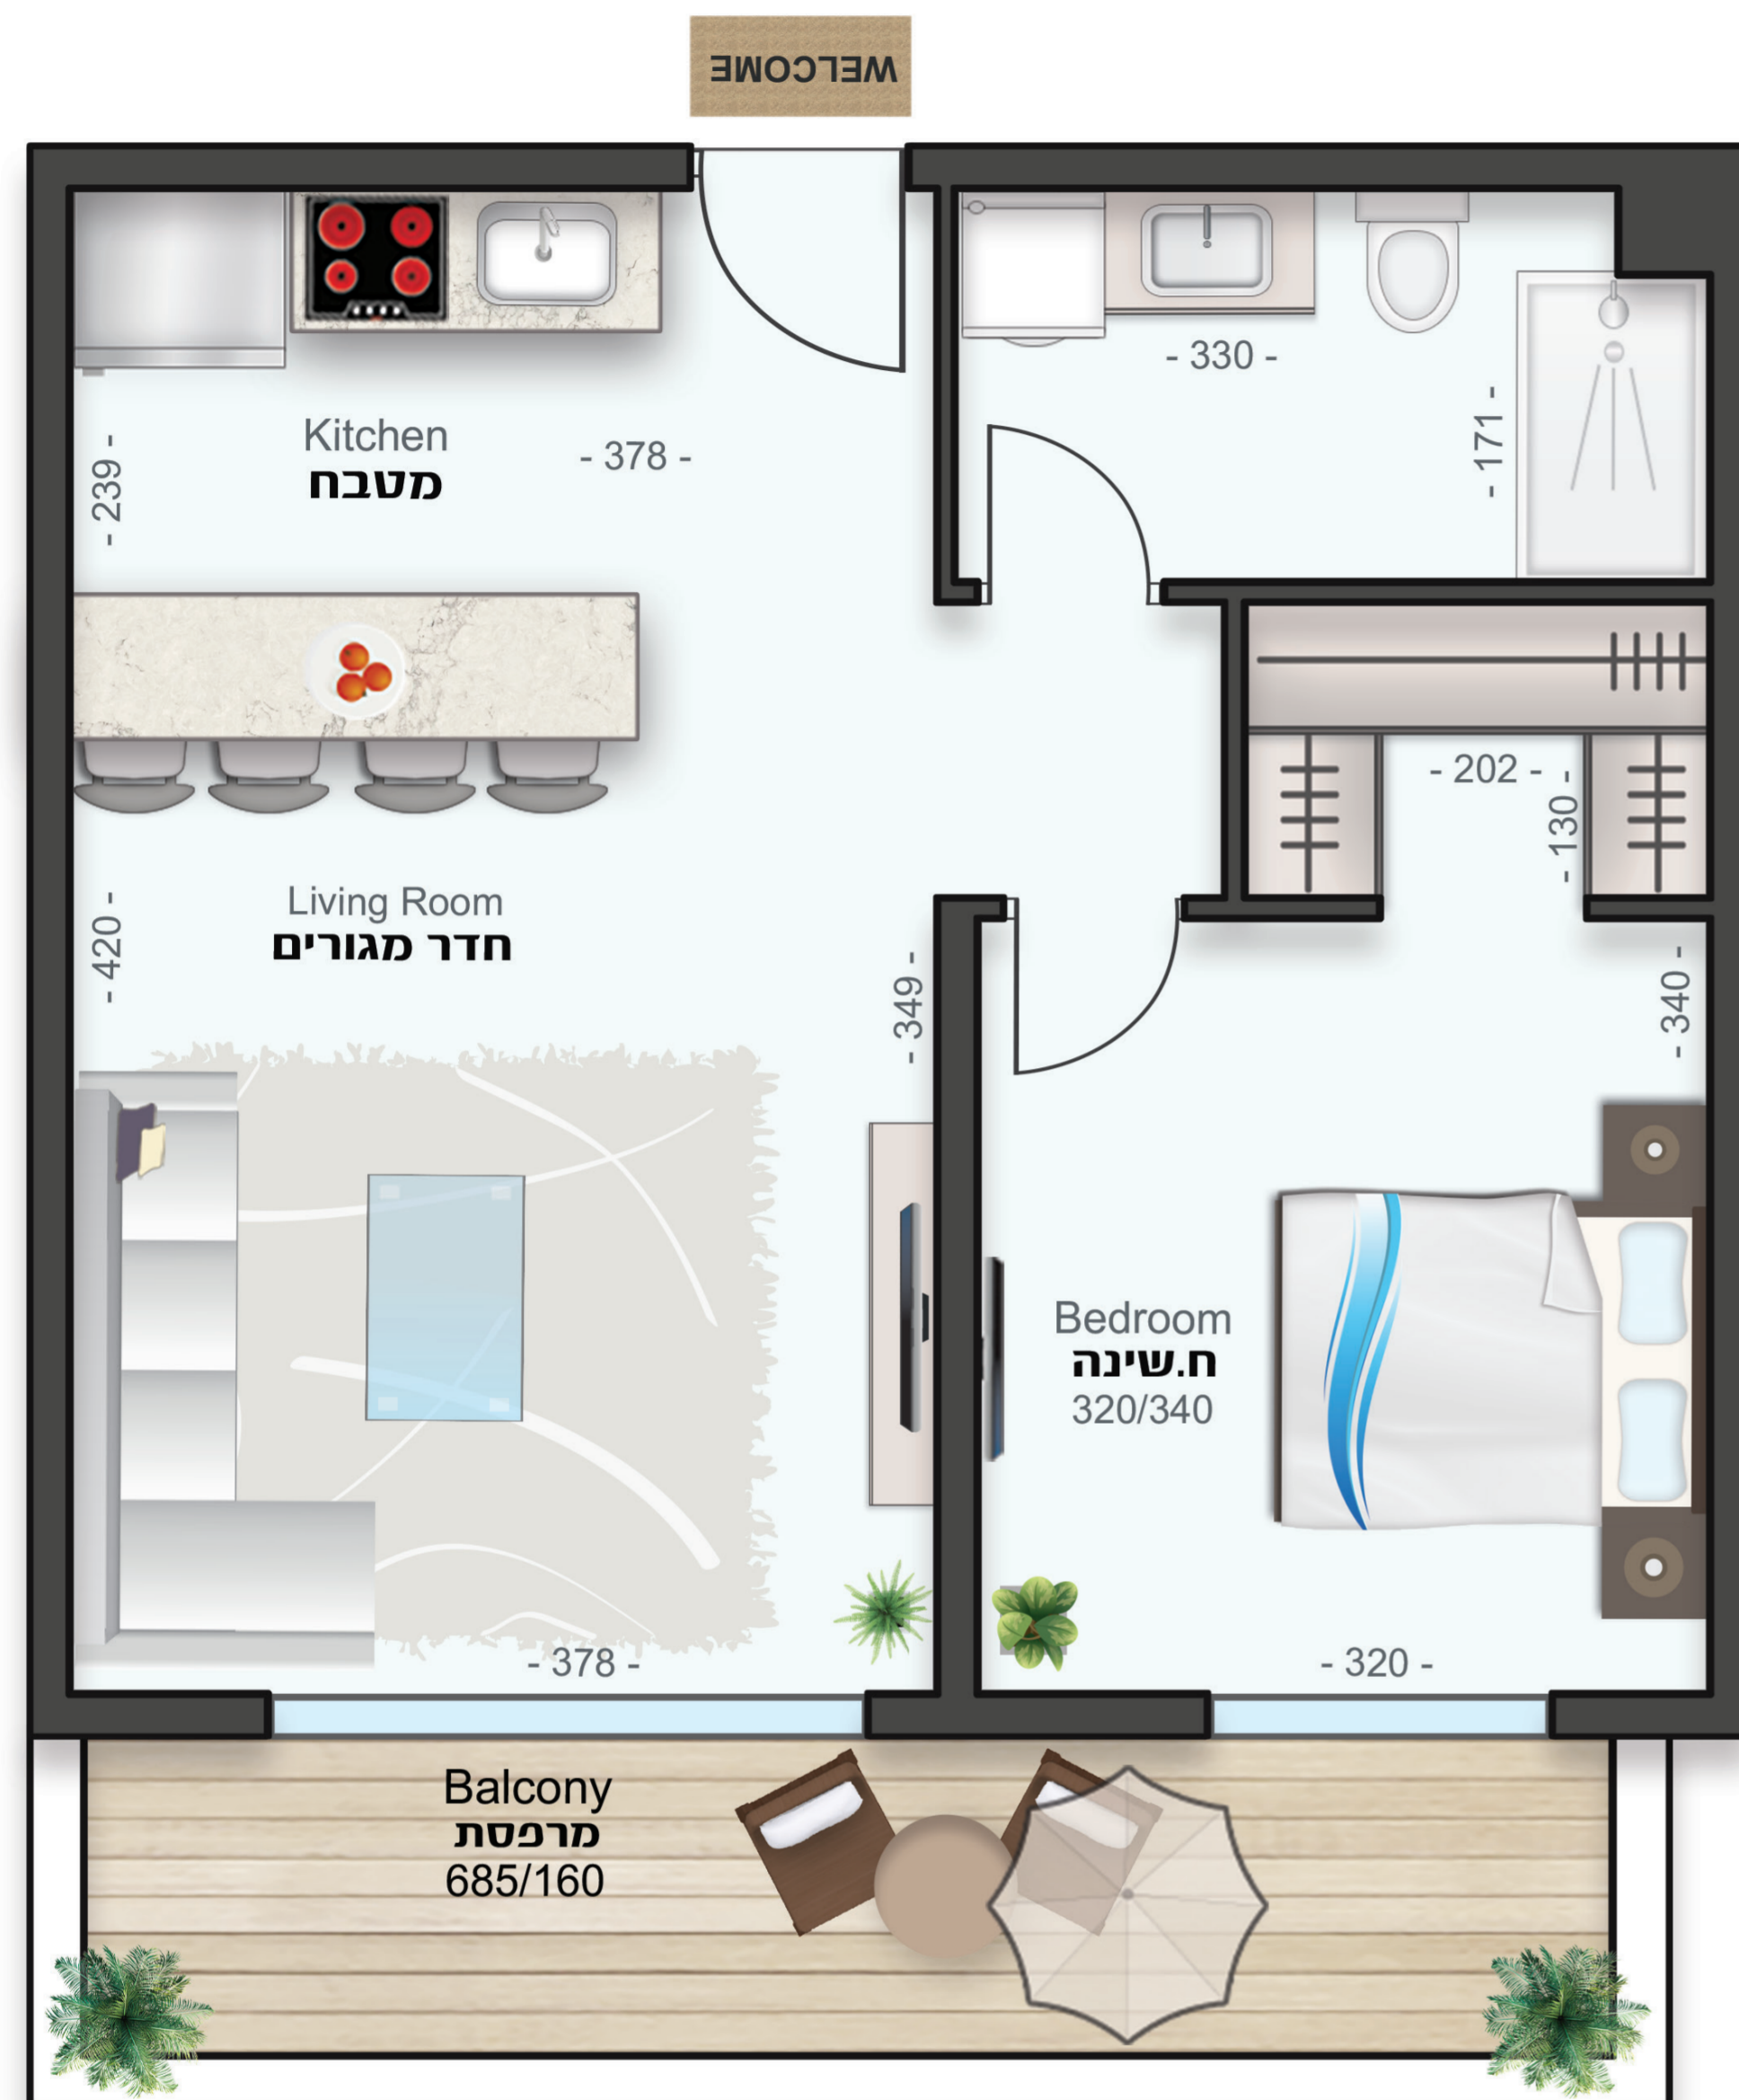 WELCOME
- 330 -
- 171 -
Kitchen
מטבח
- 378 -
- 239 -
- 202 -
- 130 -
Living Room
חדר מגורים
- 420 -
- 349 -
- 340 -
Bedroom
ח.שינה
320/340
- 378 -
- 320 -
Balcony
מרפסת
685/160